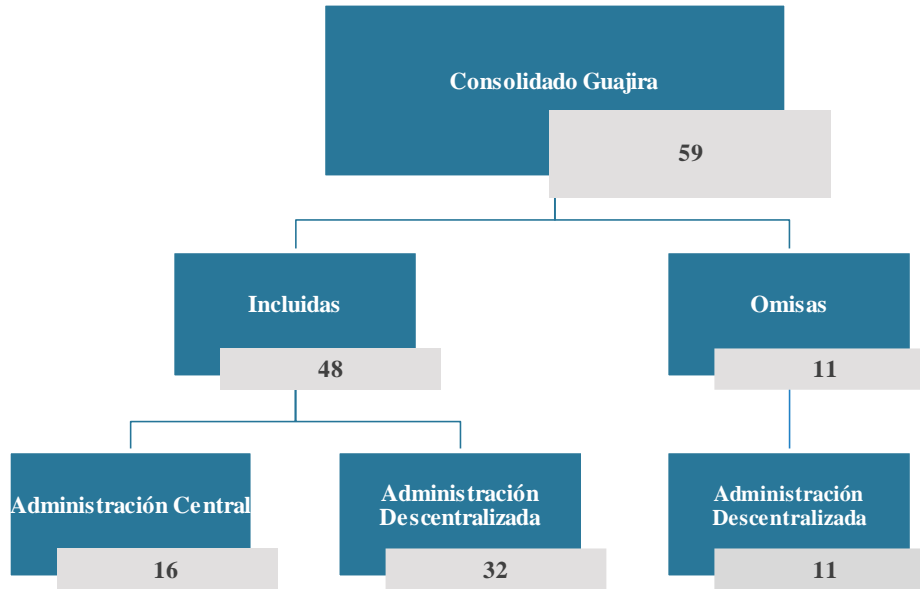 Consolidado Guajira
59
Incluidas
48
Omisas
11
Administración Central
16
Administración
Descentralizada
32
Administración
Descentralizada
11